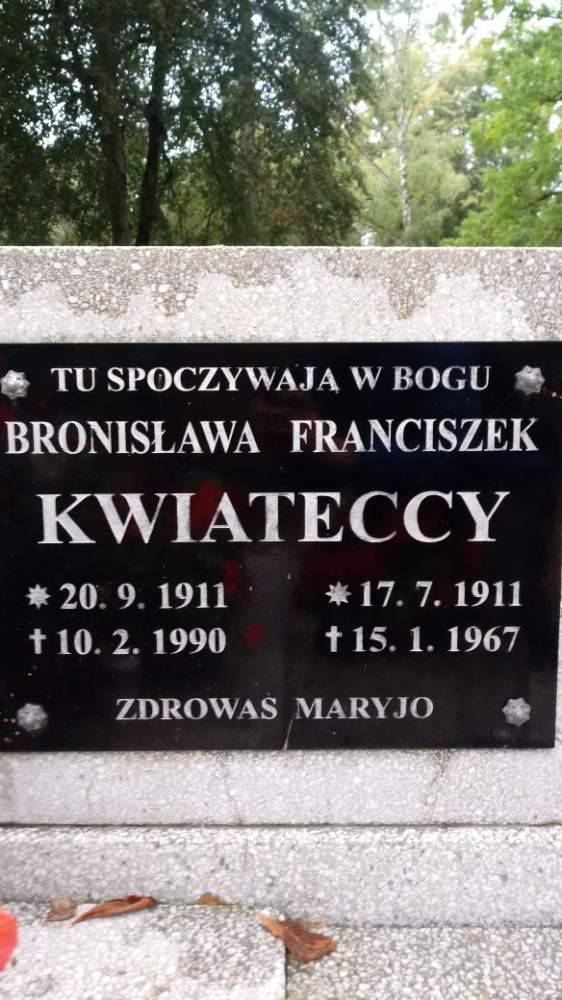 TU SPOCZYWAJĄ W BOGU
BRONISŁAWA FRANCISZEK
KWIATECCY
20. 9. 1911 17. 7. 1911
10. 2. 1990 15. 1. 1967
ZDROWAS MARYJO